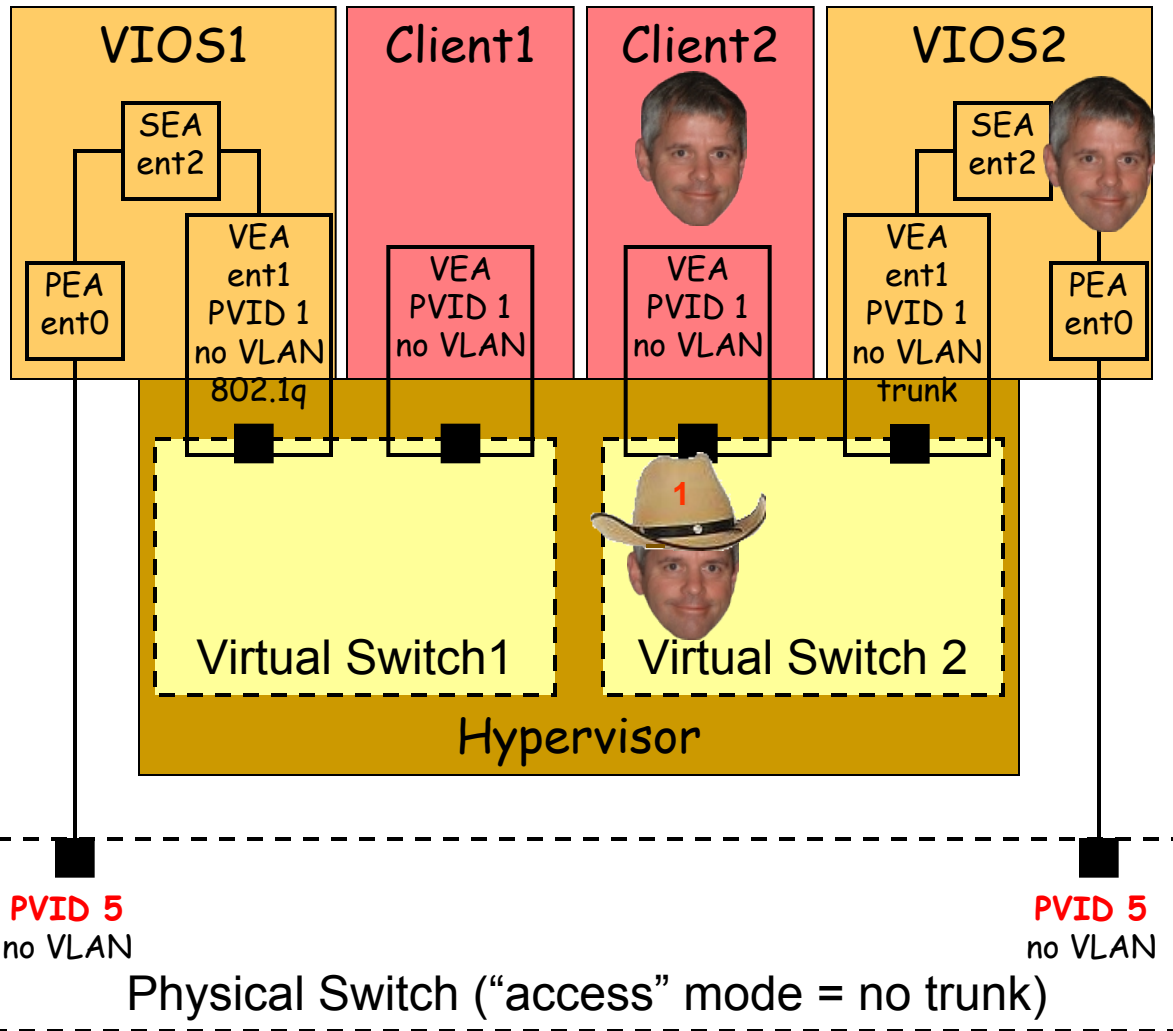 VIOS1
Client1
Client2
VIOS2
SEA
ent2
VEA
ent1
PVID 1
no VLAN
802.1q
PEA
ent0
VEA
PVID 1
no VLAN
VEA
PVID 1
no VLAN
SEA
ent2
VEA
ent1
PVID 1
no VLAN
trunk
PEA
ent0
1
Virtual Switch1
Virtual Switch 2
Hypervisor
PVID 5
no VLAN
PVID 5
no VLAN
Physical Switch (“access” mode = no trunk)